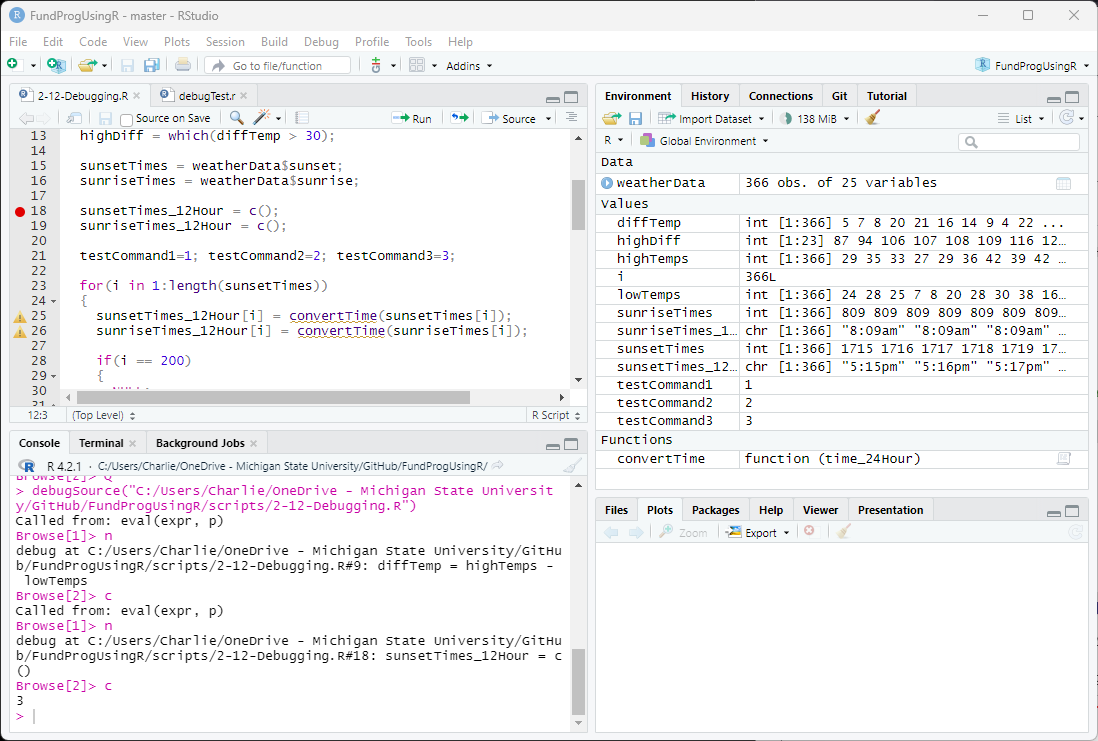 FundProgUsingR - master - RStudio
File Edit Code View Plots Session Build Debug Profile Tools Help
Go to file/function Addins FundProgUsingR
2-12-Debugging.R debugTest.r
Source on Save Run Source
13 highDiff = which(diffTemp > 30);
14
15 sunsetTimes = weatherData$sunset;
16 sunriseTimes = weatherData$sunrise;
17
18 sunsetTimes_12Hour = c();
19 sunriseTimes_12Hour = c();
20
21 testCommand1=1; testCommand2=2; testCommand3=3;
22
23 for(i in 1:length(sunsetTimes))
24 {
25 sunsetTimes_12Hour[i] = convertTime(sunsetTimes[i]);
26 sunriseTimes_12Hour[i] = convertTime(sunriseTimes[i]);
27
28 if(i == 200)
29 {
30
31
12:3 (Top Level) R Script
Console Terminal Background Jobs
R 4.2.1 · C:/Users/Charlie/OneDrive - Michigan State University/GitHub/FundProgUsingR/
Browse[2]> Q
> debugSource("C:/Users/Charlie/OneDrive - Michigan State Universit
y/GitHub/FundProgUsingR/scripts/2-12-Debugging.R")
Called from: eval(expr, p)
Browse[1]> n
debug at C:/Users/Charlie/OneDrive - Michigan State University/GitHu
b/FundProgUsingR/scripts/2-12-Debugging.R#9: diffTemp = highTemps -
lowTemps
Browse[2]> c
Called from: eval(expr, p)
Browse[1]> n
debug at C:/Users/Charlie/OneDrive - Michigan State University/GitHu
b/FundProgUsingR/scripts/2-12-Debugging.R#18: sunsetTimes_12Hour = c
()
Browse[2]> c
3
>
Environment History Connections Git Tutorial
Import Dataset 138 MiB List
R Global Environment
Data
weatherData 366 obs. of 25 variables
Values
diffTemp int [1:366] 5 7 8 20 21 16 14 9 4 22 ...
highDiff int [1:23] 87 94 106 107 108 109 116 12…
highTemps int [1:366] 29 35 33 27 29 36 42 39 42 …
i 366L
lowTemps int [1:366] 24 28 25 7 8 20 28 30 38 16…
sunriseTimes int [1:366] 809 809 809 809 809 809 809…
sunriseTimes_1… chr [1:366] "8:09am" "8:09am" "8:09am" …
sunsetTimes int [1:366] 1715 1716 1717 1718 1719 17…
sunsetTimes_12… chr [1:366] "5:15pm" "5:16pm" "5:17pm" …
testCommand1 1
testCommand2 2
testCommand3 3
Functions
convertTime function (time_24Hour)
Files Plots Packages Help Viewer Presentation
Zoom Export